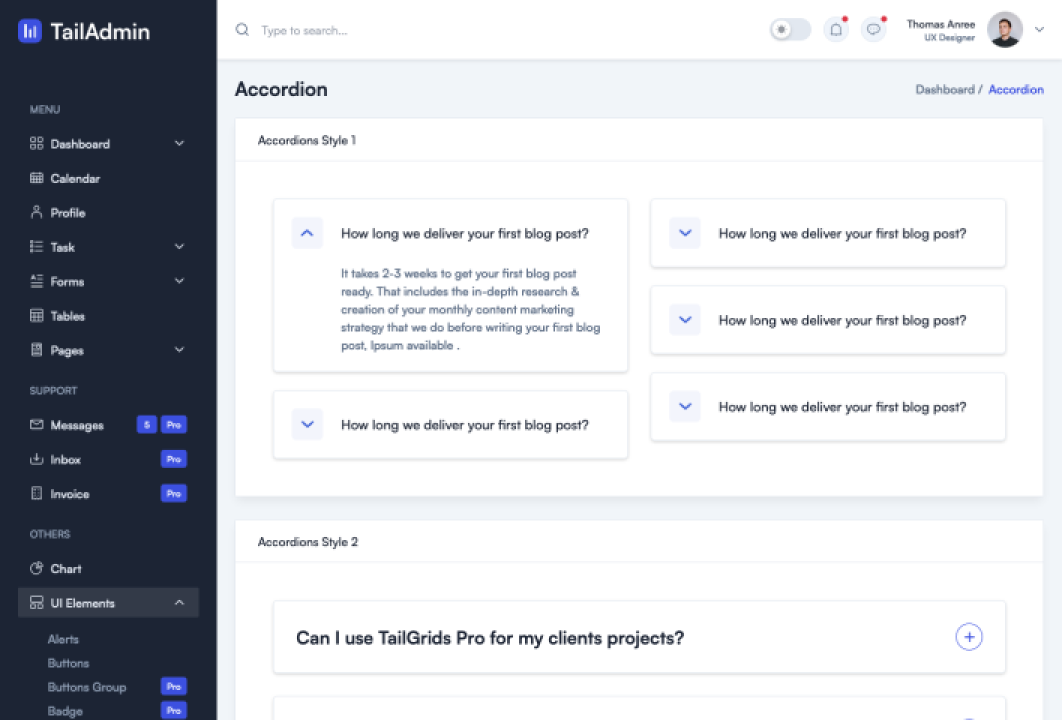 TailAdmin
MENU
Dashboard
Calendar
Profile
Task
Forms
Tables
Pages
SUPPORT
Messages 5 Pro
Inbox Pro
Invoice Pro
OTHERS
Chart
UI Elements
Alerts
Buttons
Buttons Group Pro
Badge Pro
Type to search...
Thomas Anree
UX Designer
Accordion
Dashboard / Accordion
Accordions Style 1
How long we deliver your first blog post?
It takes 2-3 weeks to get your first blog post
ready. That includes the in-depth research &
creation of your monthly content marketing
strategy that we do before writing your first blog
post, Ipsum available .
How long we deliver your first blog post?
How long we deliver your first blog post?
How long we deliver your first blog post?
How long we deliver your first blog post?
Accordions Style 2
Can I use TailGrids Pro for my clients projects?